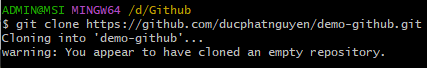 ADMIN@MSI MINGW64 /d/Github
$ git clone https://github.com/ducphatnguyen/demo-github.git
Cloning into 'demo-github'...
warning: You appear to have cloned an empty repository.